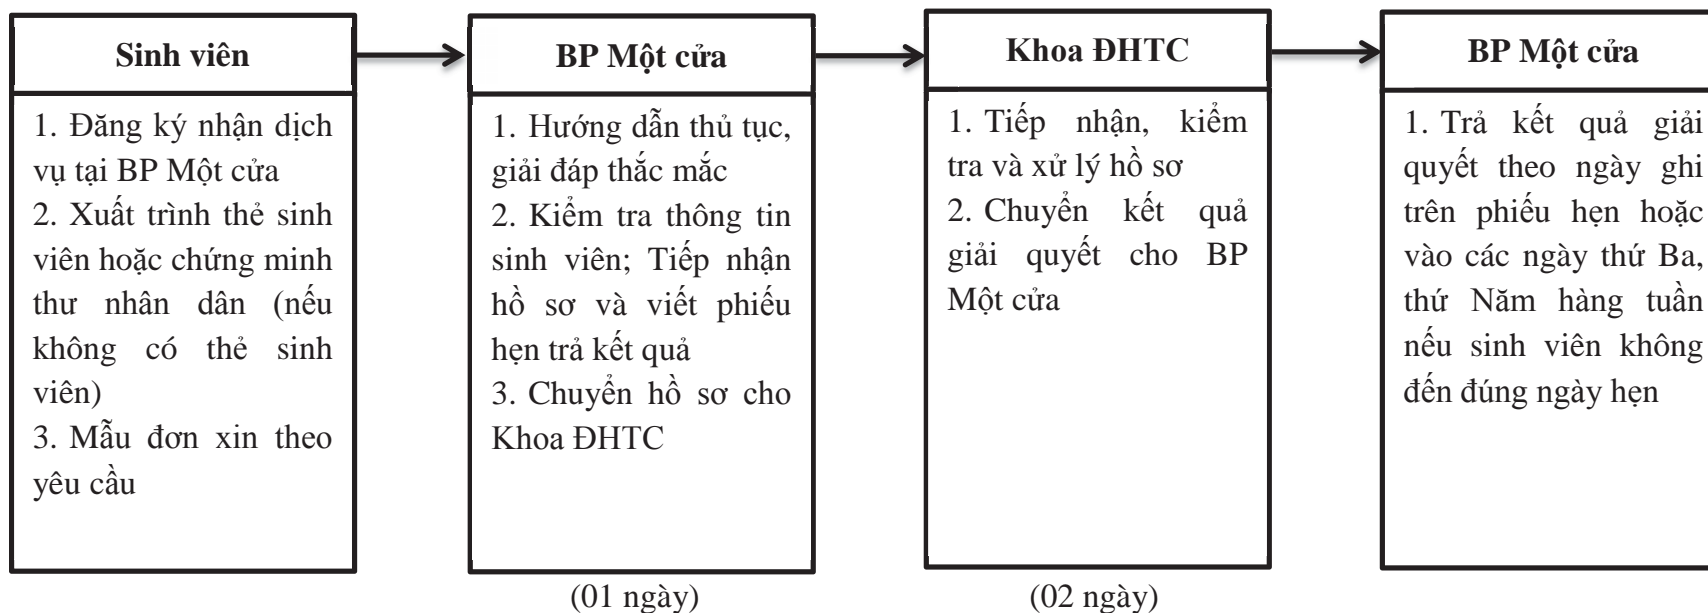 Sinh viên
1. Đăng ký nhận dịch
vụ tại BP Một cửa
2. Xuất trình thẻ sinh
viên hoặc chứng minh
thư nhân dân (nếu
không có thẻ sinh
viên)
3. Mẫu đơn xin theo
yêu cầu
BP Một cửa
1. Hướng dẫn thủ tục,
giải đáp thắc mắc
2. Kiểm tra thông tin
sinh viên; Tiếp nhận
hồ sơ và viết phiếu
hẹn trả kết quả
3. Chuyển hồ sơ cho
Khoa ĐHTC
(01 ngày)
Khoa ĐHTC
1. Tiếp nhận, kiểm
tra và xử lý hồ sơ
2. Chuyển kết quả
giải quyết cho BP
Một cửa
(02 ngày)
BP Một cửa
1. Trả kết quả giải
quyết theo ngày ghi
trên phiếu hẹn hoặc
vào các ngày thứ Ba,
thứ Năm hàng tuần
nếu sinh viên không
đến đúng ngày hẹn